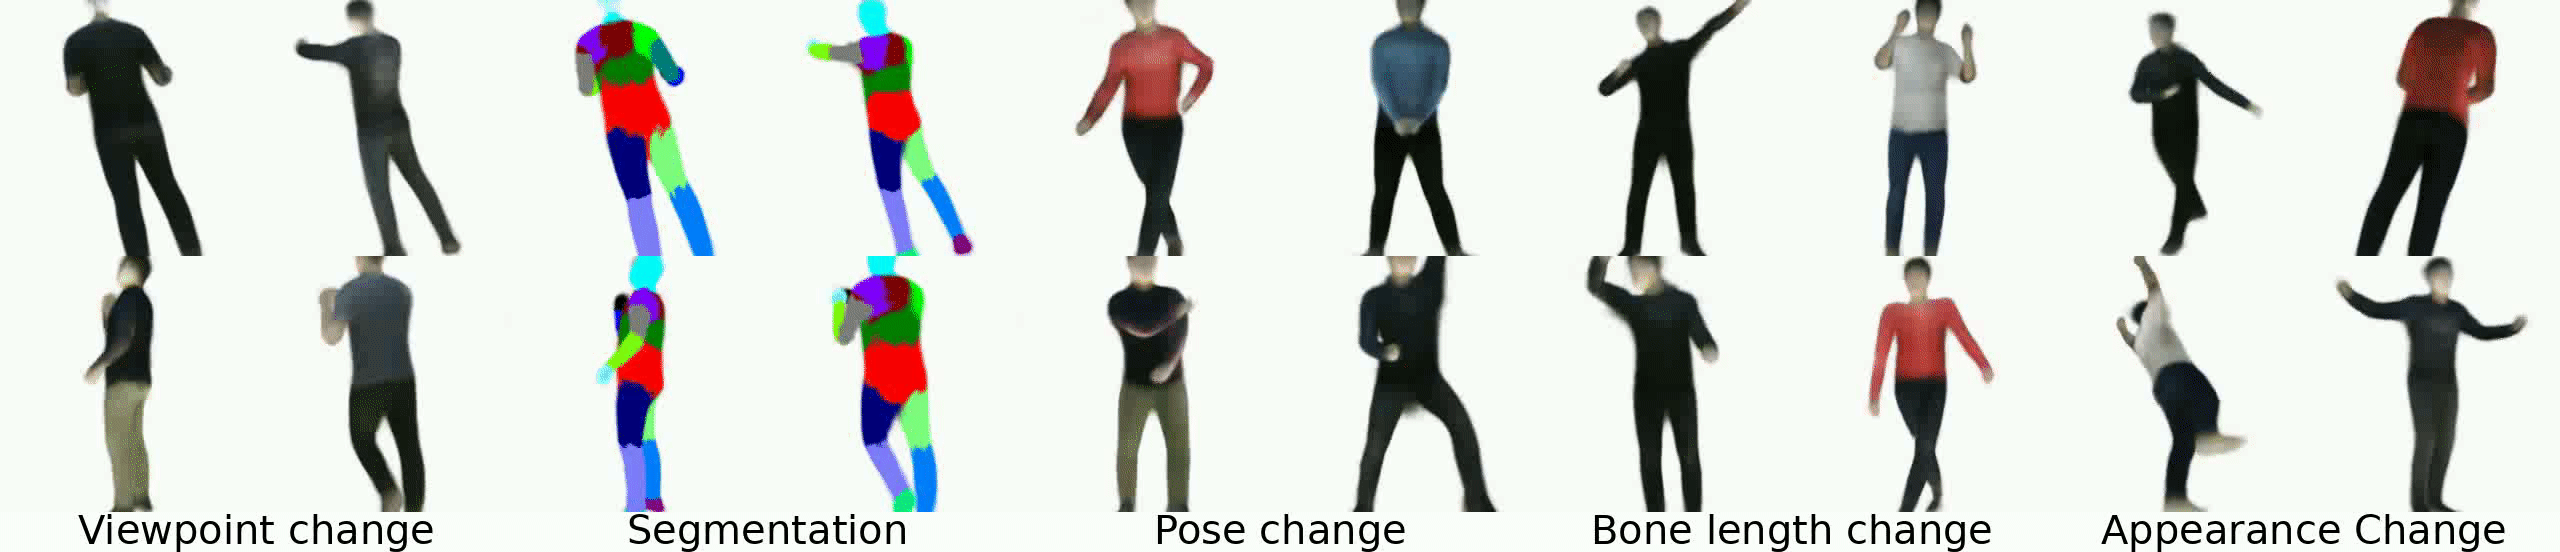 Viewpoint change
Segmentation
Pose change
Bone length change
Appearance Change